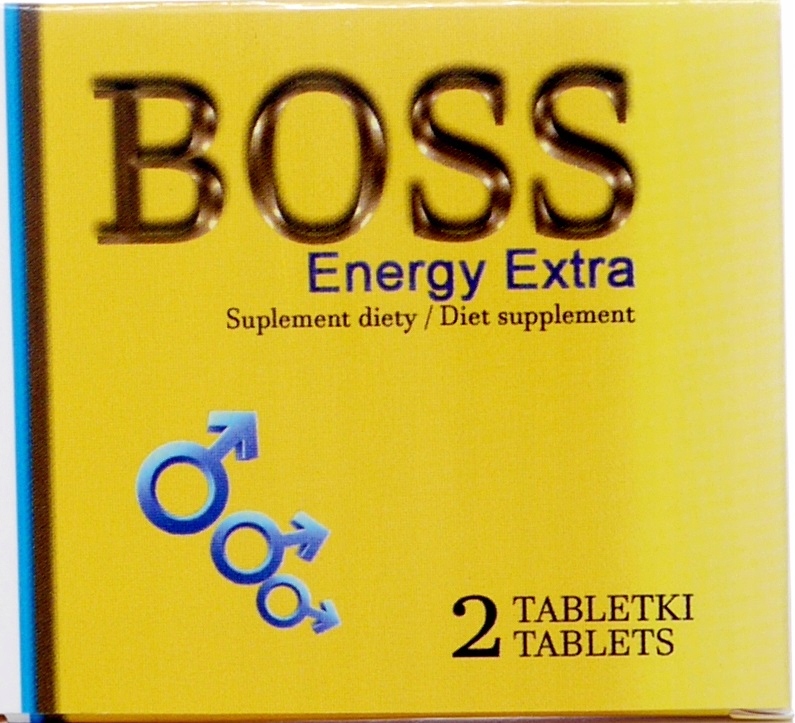 BOSS
Energy Extra
Suplement diety / Diet supplement
2 TABLETKI
TABLETS